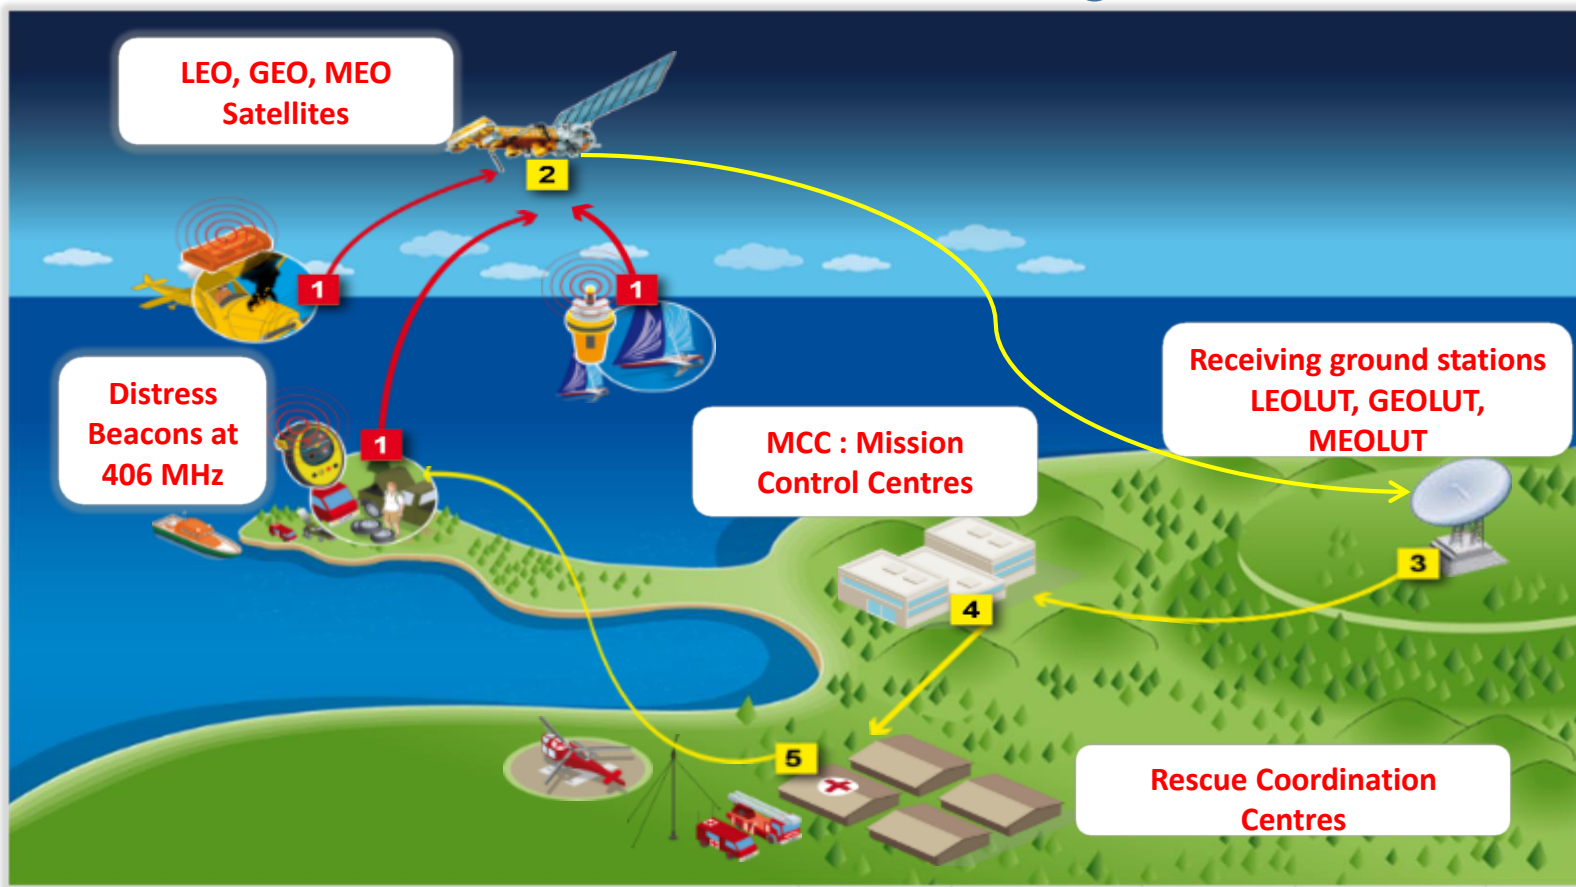 LEO, GEO, MEO
Satellites
2
1
1
Distress
Beacons at
406 MHz
1
Receiving ground stations
LEOLUT, GEOLUT,
MEOLUT
MCC : Mission
Control Centres
3
4
5
Rescue Coordination
Centres